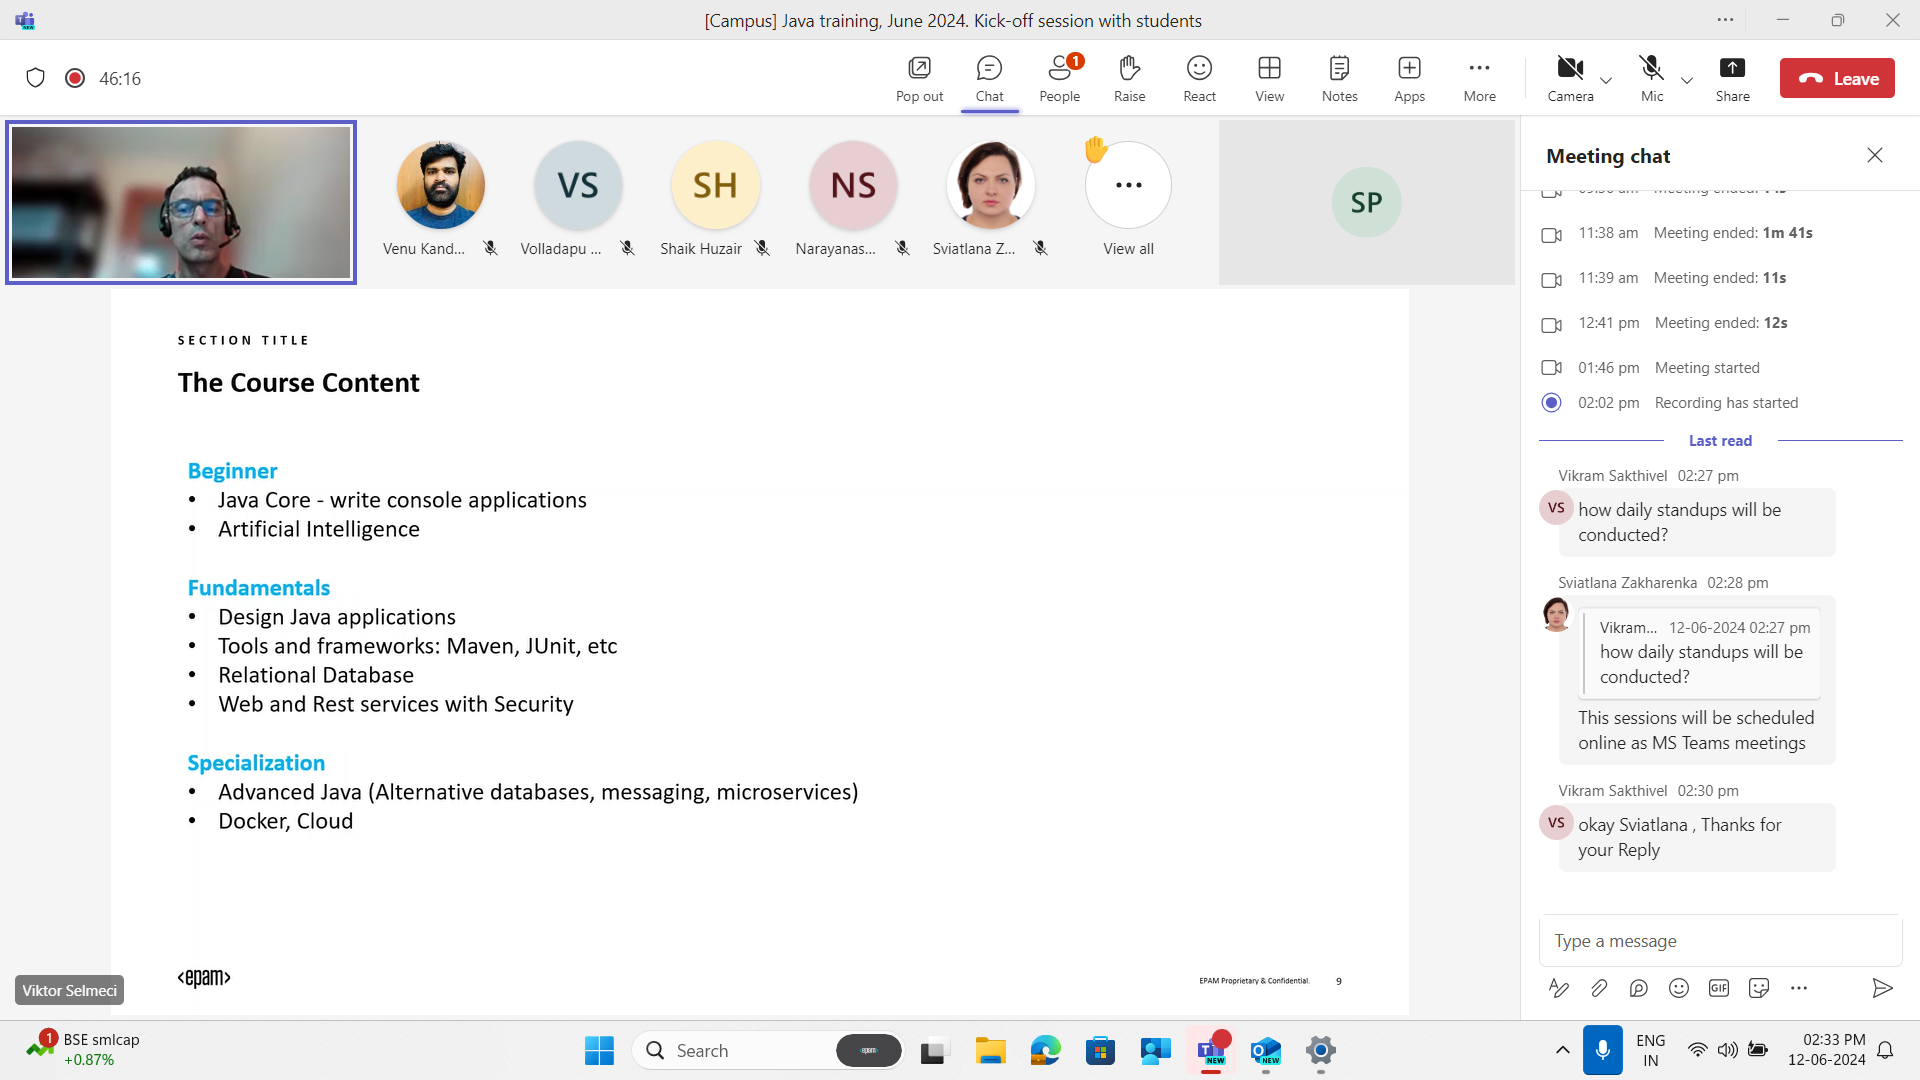 [Campus] Java training, June 2024. Kick-off session with students
46:16
Pop out
Chat
1
People
Raise
React
View
Notes
Apps
More
Camera
Mic
Share
Leave
Venu Kand...
VS
Volladapu ...
SH
Shaik Huzair
NS
Narayanas...
Sviatlana Z...
View all
SP
SECTION TITLE
The Course Content
Beginner
• Java Core - write console applications
• Artificial Intelligence
Fundamentals
• Design Java applications
• Tools and frameworks: Maven, JUnit, etc
• Relational Database
• Web and Rest services with Security
Specialization
• Advanced Java (Alternative databases, messaging, microservices)
• Docker, Cloud
<epam>
EPAM Proprietary & Confidential.
9
Viktor Selmeci
Meeting chat
11:38 am Meeting ended: 1m 41s
11:39 am Meeting ended: 11s
12:41 pm Meeting ended: 12s
01:46 pm Meeting started
02:02 pm Recording has started
Last read
Vikram Sakthivel 02:27 pm
VS
how daily standups will be
conducted?
Sviatlana Zakharenka 02:28 pm
Vikram... 12-06-2024 02:27 pm
how daily standups will be
conducted?
This sessions will be scheduled
online as MS Teams meetings
Vikram Sakthivel 02:30 pm
VS
okay Sviatlana , Thanks for
your Reply
Type a message
GIF
1
BSE smlcap
+0.87%
Search
<epam>
NEW
NEW
ENG
IN
02:33 PM
12-06-2024